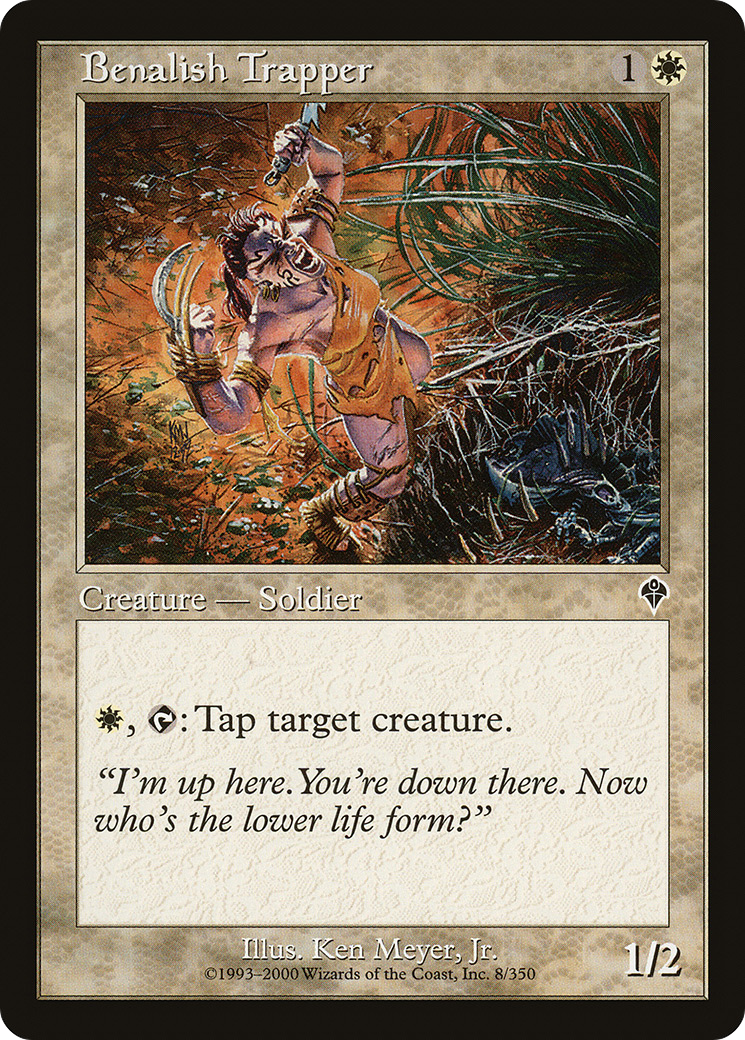 Benalish Trapper 1
Creature — Soldier
, : Tap target creature.
“I’m up here. You’re down there. Now
who’s the lower life form?”
Illus. Ken Meyer, Jr.
©1993–2000 Wizards of the Coast, Inc. 8/350
1/2